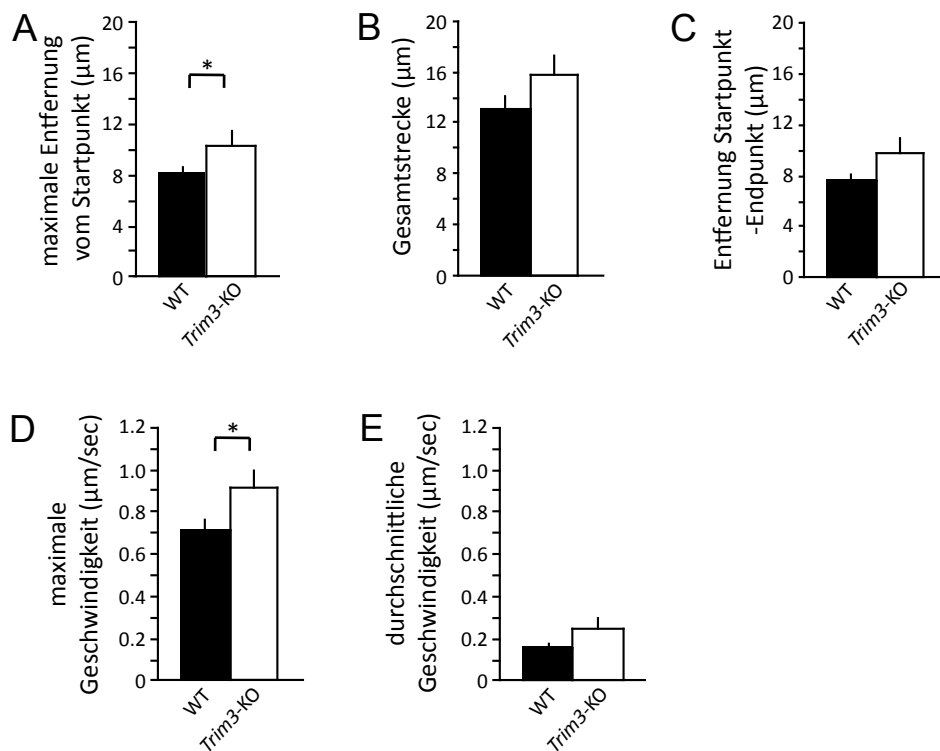 A
maximale Entfernung
vom Startpunkt (µm)
20
16
12
8
4
0
*
WT
Trim3-KO
B
Gesamtstrecke (µm)
20
16
12
8
4
0
WT
Trim3-KO
C
Entfernung Startpunkt
-Endpunkt (µm)
20
16
12
8
4
0
WT
Trim3-KO
D
maximale
Geschwindigkeit (µm/sec)
1.2
1.0
0.8
0.6
0.4
0.2
0
*
WT
Trim3-KO
E
durchschnittliche
Geschwindigkeit (µm/sec)
1.2
1.0
0.8
0.6
0.4
0.2
0
WT
Trim3-KO